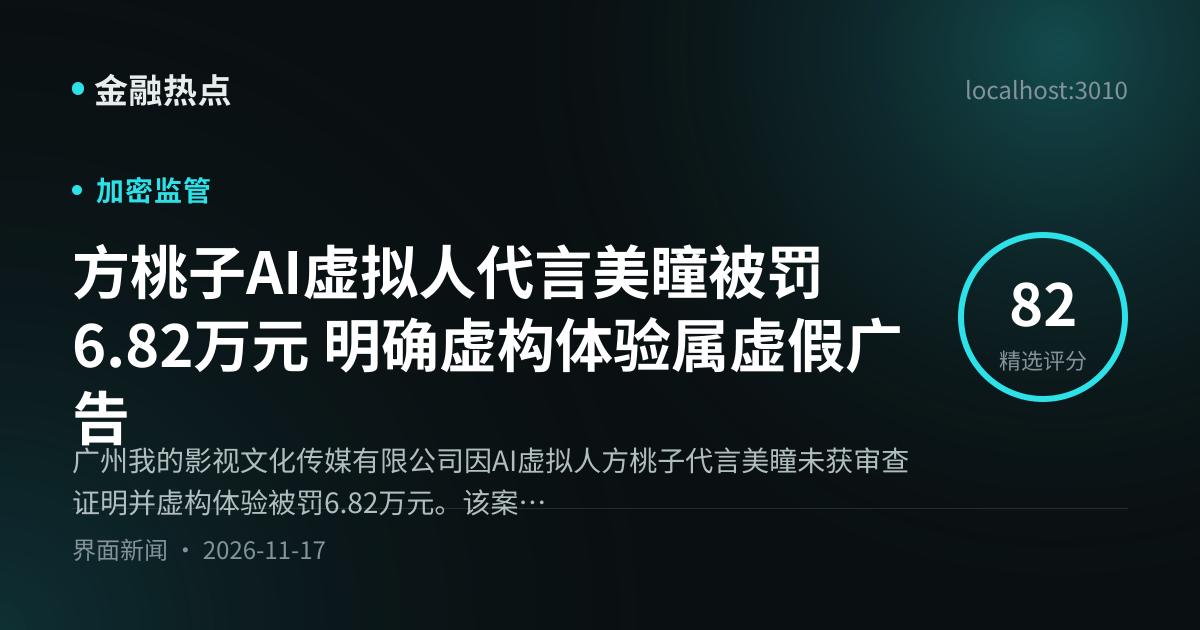 金融热点
localhost:3010
加密监管
方桃子AI虚拟人代言美瞳被罚
6.82万元 明确虚构体验属虚假广
告
82
精选评分
广州我的影视文化传媒有限公司因AI虚拟人方桃子代言美瞳未获审查
证明并虚构体验被罚6.82万元。该案…
界面新闻 · 2026-11-17